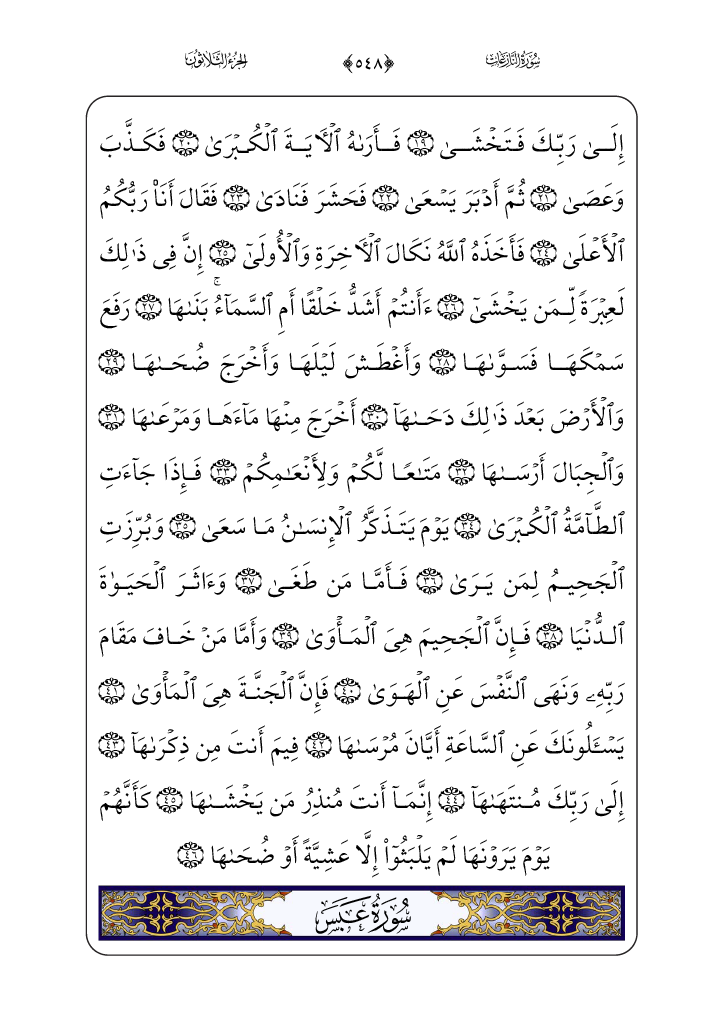 سُورَةُ النَّازِعَاتِ ﴿٥٤٨﴾ الجُزْءُ الثَّلَاثُونَ
إِلَىٰ رَبِّكَ فَتَخۡشَىٰ ١٩ فَأَرَىٰهُ ٱلۡأٓيَةَ ٱلۡكُبۡرَىٰ ٢٠ فَكَذَّبَ
وَعَصَىٰ ٢١ ثُمَّ أَدۡبَرَ يَسۡعَىٰ ٢٢ فَحَشَرَ فَنَادَىٰ ٢٣ فَقَالَ أَنَا۠ رَبُّكُمُ
ٱلۡأَعۡلَىٰ ٢٤ فَأَخَذَهُ ٱللَّهُ نَكَالَ ٱلۡأٓخِرَةِ وَٱلۡأُولَىٰٓ ٢٥ إِنَّ فِي ذَٰلِكَ
لَعِبۡرَةٗ لِّمَن يَخۡشَىٰٓ ٢٦ ءَأَنتُمۡ أَشَدُّ خَلۡقًا أَمِ ٱلسَّمَآءُۚ بَنَىٰهَا ٢٧ رَفَعَ
سَمۡكَهَا فَسَوَّىٰهَا ٢٨ وَأَغۡطَشَ لَيۡلَهَا وَأَخۡرَجَ ضُحَىٰهَا ٢٩
وَٱلۡأَرۡضَ بَعۡدَ ذَٰلِكَ دَحَىٰهَآ ٣٠ أَخۡرَجَ مِنۡهَا مَآءَهَا وَمَرۡعَىٰهَا ٣١
وَٱلۡجِبَالَ أَرۡسَىٰهَا ٣٢ مَتَٰعٗا لَّكُمۡ وَلِأَنۡعَٰمِكُمۡ ٣٣ فَإِذَا جَآءَتِ
ٱلطَّآمَّةُ ٱلۡكُبۡرَىٰ ٣٤ يَوۡمَ يَتَذَكَّرُ ٱلۡإِنسَٰنُ مَا سَعَىٰ ٣٥ وَبُرِّزَتِ
ٱلۡجَحِيمُ لِمَن يَرَىٰ ٣٦ فَأَمَّا مَن طَغَىٰ ٣٧ وَءَاثَرَ ٱلۡحَيَوٰةَ
ٱلدُّنۡيَا ٣٨ فَإِنَّ ٱلۡجَحِيمَ هِيَ ٱلۡمَأۡوَىٰ ٣٩ وَأَمَّا مَنۡ خَافَ مَقَامَ
رَبِّهِۦ وَنَهَى ٱلنَّفۡسَ عَنِ ٱلۡهَوَىٰ ٤٠ فَإِنَّ ٱلۡجَنَّةَ هِيَ ٱلۡمَأۡوَىٰ ٤١
يَسۡـَٔلُونَكَ عَنِ ٱلسَّاعَةِ أَيَّانَ مُرۡسَىٰهَا ٤٢ فِيمَ أَنتَ مِن ذِكۡرَىٰهَآ ٤٣
إِلَىٰ رَبِّكَ مُنتَهَىٰهَآ ٤٤ إِنَّمَآ أَنتَ مُنذِرُ مَن يَخۡشَىٰهَا ٤٥ كَأَنَّهُمۡ
يَوۡمَ يَرَوۡنَهَا لَمۡ يَلۡبَثُوٓاْ إِلَّا عَشِيَّةً أَوۡ ضُحَىٰهَا ٤٦
سُورَةُ عَبَسَ